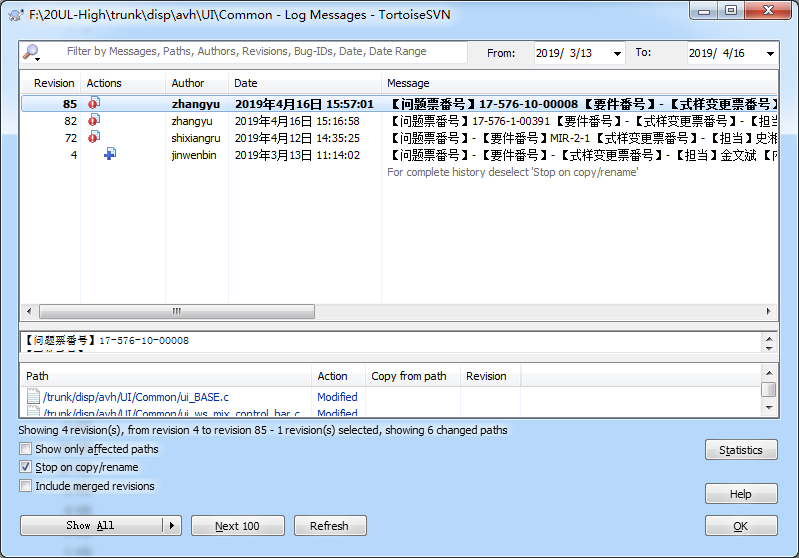 F:\20UL-High\trunk\disp\avh\UI\Common - Log Messages - TortoiseSVN
Filter by Messages, Paths, Authors, Revisions, Bug-IDs, Date, Date Range From: 2019/ 3/13 To: 2019/ 4/16
Revision Actions Author Date Message
85 zhangyu 2019年4月16日 15:57:01 【问题票番号】17-576-10-00008 【要件番号】- 【式样变更票番号】
82 zhangyu 2019年4月16日 15:16:58 【问题票番号】17-576-1-00391 【要件番号】- 【式样变更票番号】- 【担
72 shixiangru 2019年4月12日 14:35:25 【问题票番号】- 【要件番号】MIR-2-1 【式样变更票番号】- 【担当】史湘
4 jinwenbin 2019年3月13日 11:14:02 【问题票番号】- 【要件番号】- 【式样变更票番号】- 【担当】金文斌 【内
For complete history deselect 'Stop on copy/rename'
【问题票番号】17-576-10-00008
Path Action Copy from path Revision
/trunk/disp/avh/UI/Common/ui_BASE.c Modified
/trunk/disp/avh/UI/Common/ui_ws_mix_control_bar.c Modified
Showing 4 revision(s), from revision 4 to revision 85 - 1 revision(s) selected, showing 6 changed paths
Show only affected paths
Statistics
Stop on copy/rename
Include merged revisions
Help
Show All Next 100 Refresh OK